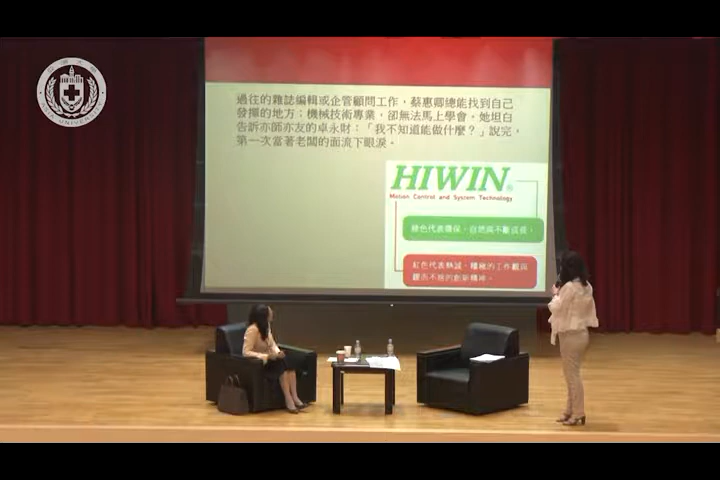 過往的雜誌編輯或企管顧問工作，蔡惠卿總能找到自己
發揮的地方；機械技術專業，卻無法馬上學會。她坦白
告訴亦師亦友的卓永財：「我不知道能做什麼？」說完，
第一次當著老闆的面流下眼淚。
HIWIN®
Motion Control and System Technology
綠色代表環保、自然與不斷成長。
紅色代表熱誠、積極的工作觀與
鍥而不捨的創新精神。
ASIA UNIVERSITY